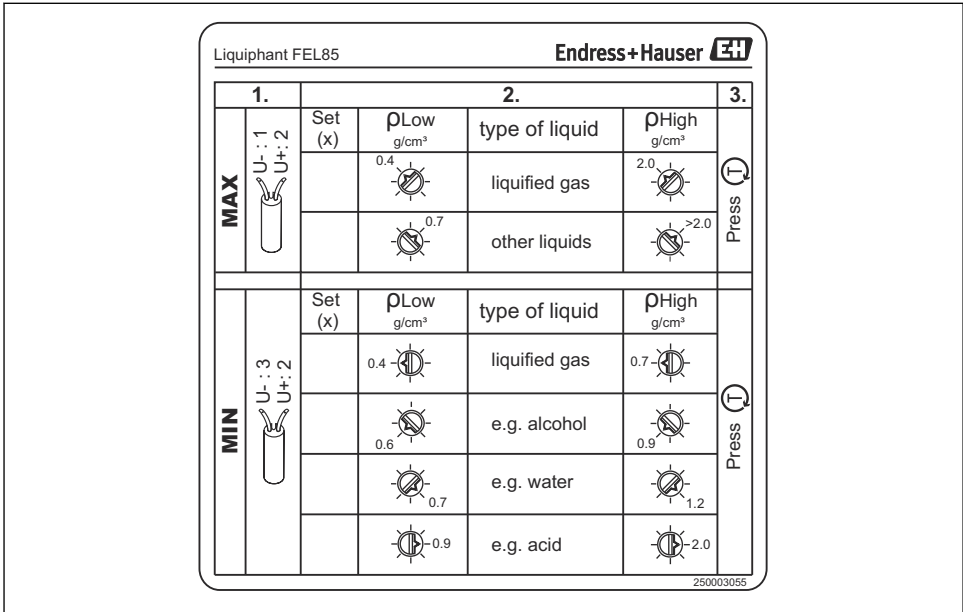 Liquiphant FEL85
Endress+Hauser EH
1. 2. 3.
MAX
U- : 1
U+: 2
Set
(x)
ρLow
g/cm³
type of liquid
ρHigh
g/cm³
0.4
liquified gas
2.0
0.7
other liquids
>2.0
Press T
MIN
U- : 3
U+: 2
Set
(x)
ρLow
g/cm³
type of liquid
ρHigh
g/cm³
0.4
liquified gas
0.7
0.6
e.g. alcohol
0.9
0.7
e.g. water
1.2
0.9
e.g. acid
2.0
Press T
250003055